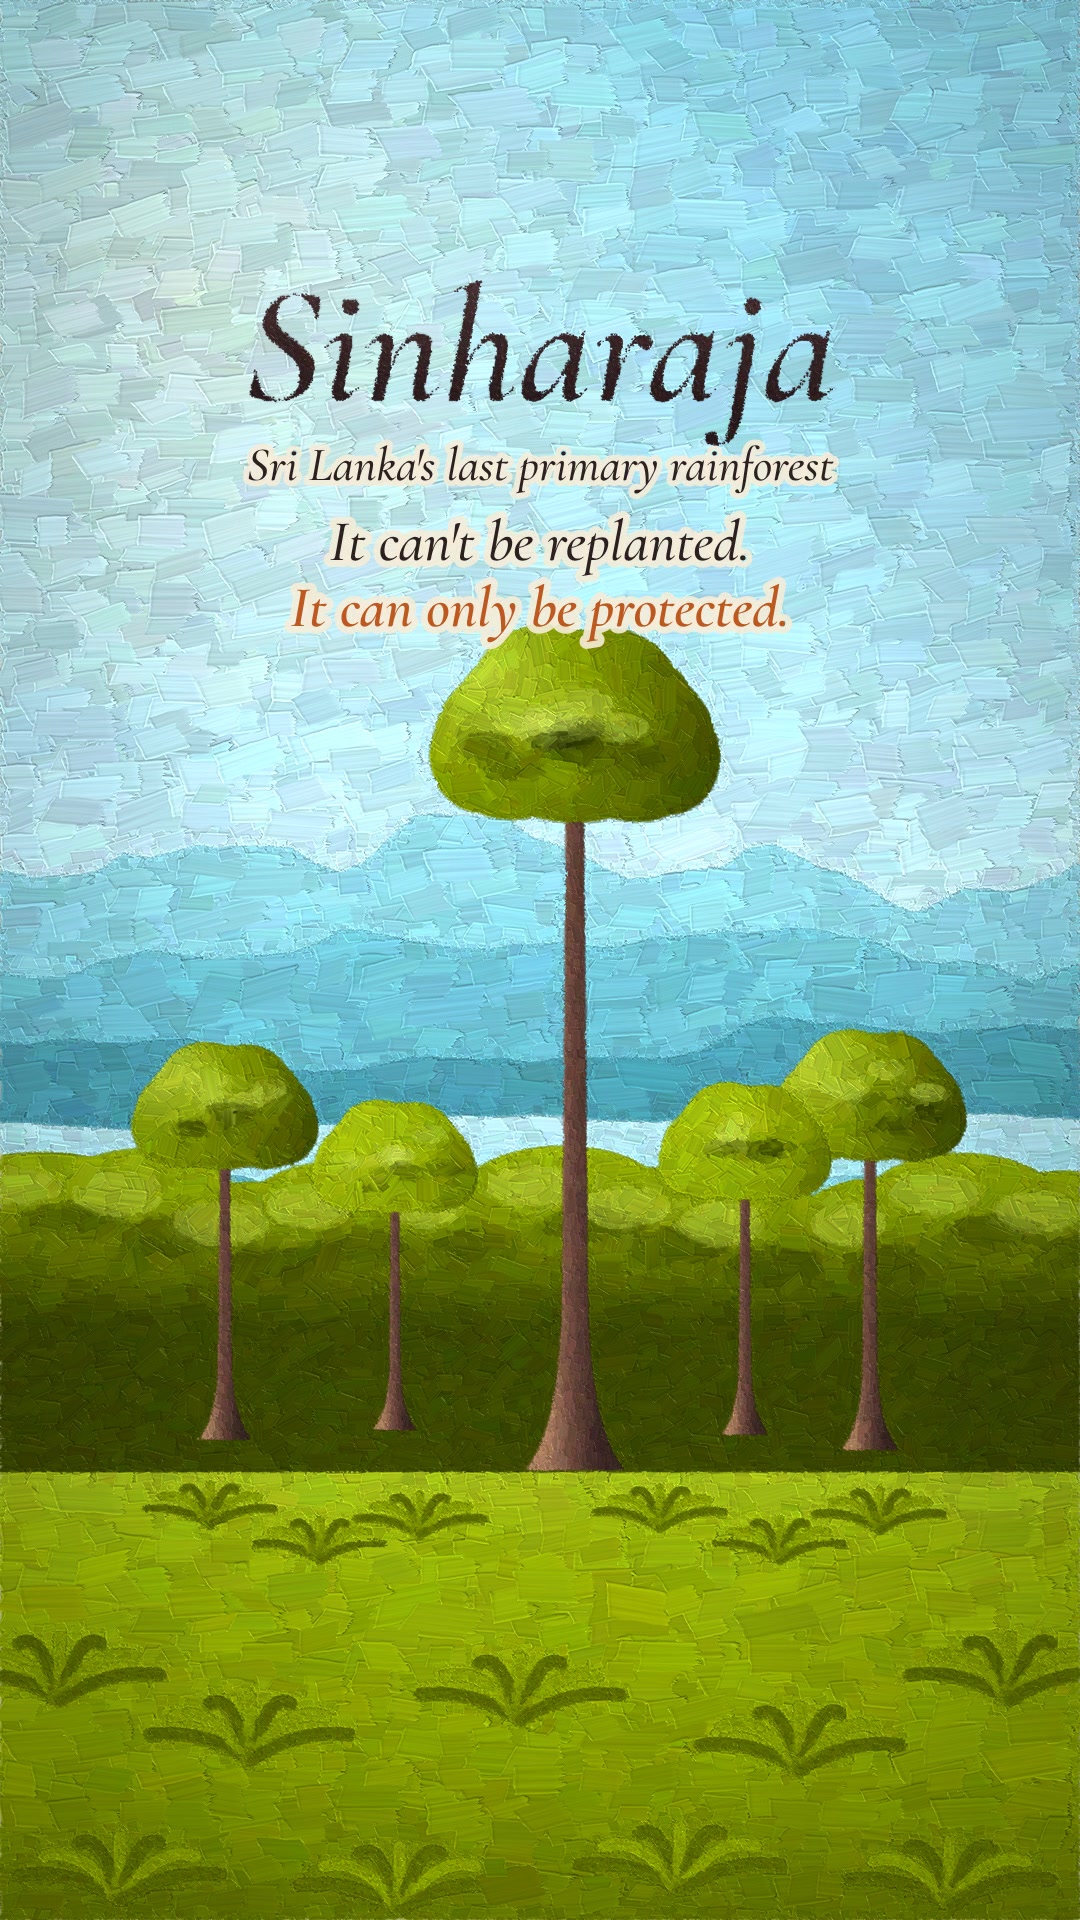 Sinharaja
Sri Lanka's last primary rainforest
It can't be replanted.
It can only be protected.